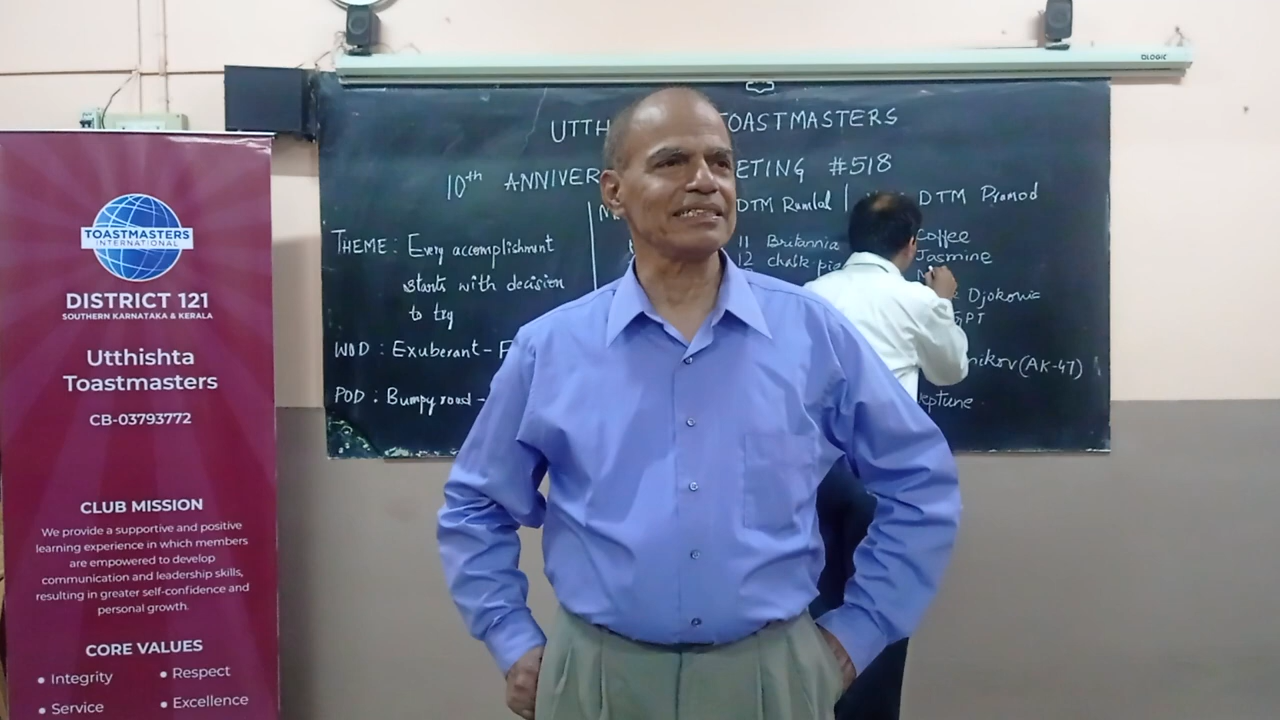 TOASTMASTERS
INTERNATIONAL
DISTRICT 121
SOUTHERN KARNATAKA & KERALA
Utthishta
Toastmasters
CB-03793772
CLUB MISSION
We provide a supportive and positive
learning experience in which members
are empowered to develop
communication and leadership skills,
resulting in greater self-confidence and
personal growth.
CORE VALUES
• Integrity • Respect
• Service • Excellence
DLOGIC
UTTH TOASTMASTERS
10th ANNIVER ETING #518
DTM Ramlal | DTM Pramod
THEME : Every accomplishment
starts with decision
to try
WOD : Exuberant -
POD : Bumpy road -
11 Britannia
12 chalk pie
Coffee
Jasmine
Djokovic
GPT
nikov (AK-47)
eptune